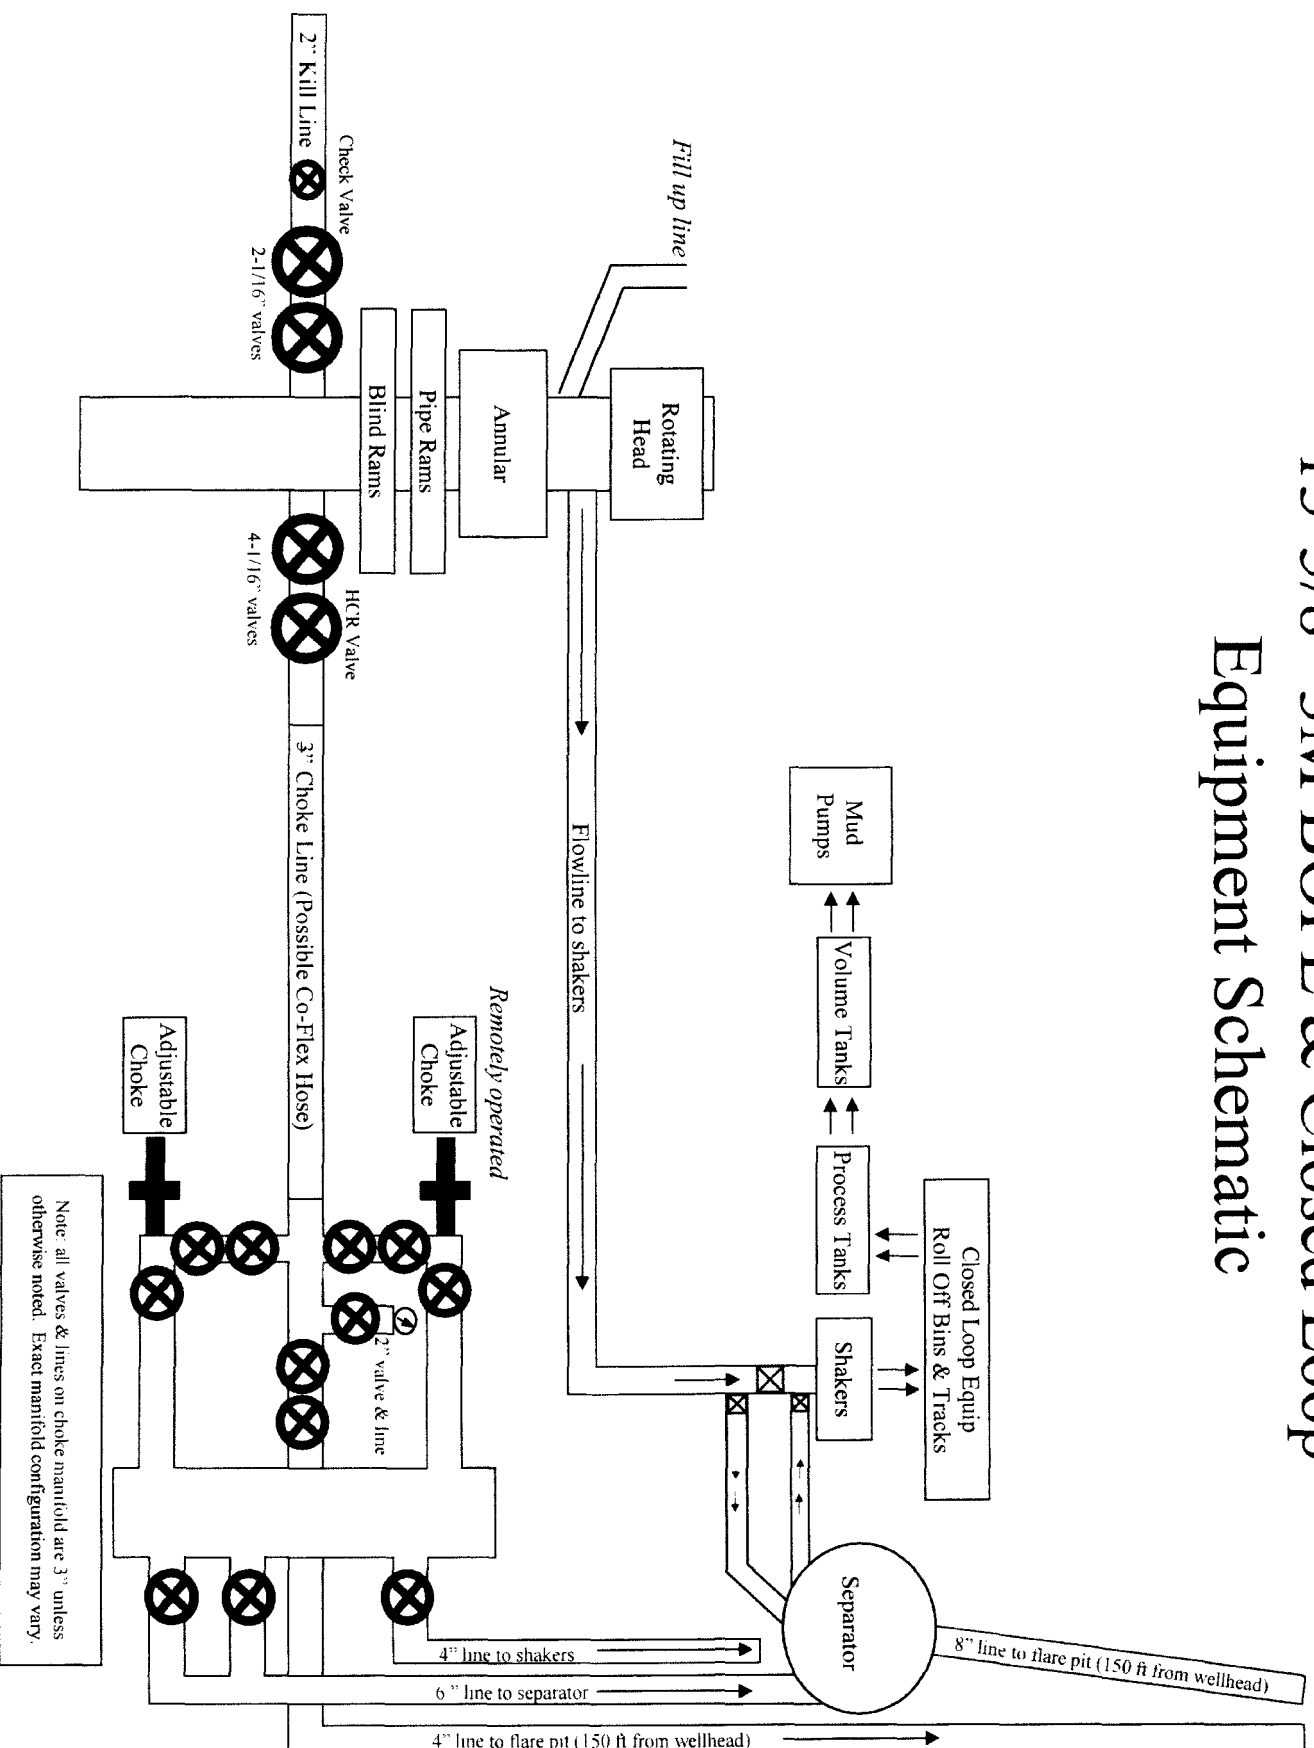 Equipment Schematic
Fill up line
Rotating
Head
Annular
Pipe Rams
Blind Rams
2" Kill Line
Check Valve
2-1/16" valves
4-1/16" valves
HCR Valve
3" Choke Line (Possible Co-Flex Hose)
Flowline to shakers
Mud
Pumps
Volume Tanks
Process Tanks
Closed Loop Equip
Roll Off Bins & Tracks
Shakers
Separator
8" line to flare pit (150 ft from wellhead)
Remotely operated
Adjustable
Choke
Adjustable
Choke
2" valve & line
4" line to shakers
6" line to separator
4" line to flare pit (150 ft from wellhead)
Note: all valves & lines on choke manifold are 3" unless
otherwise noted. Exact manifold configuration may vary.